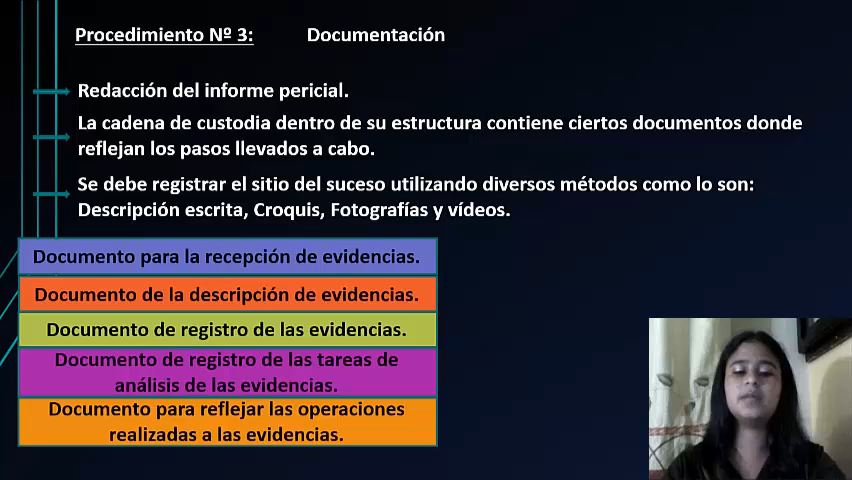 Procedimiento Nº 3: Documentación
Redacción del informe pericial.
La cadena de custodia dentro de su estructura contiene ciertos documentos donde
reflejan los pasos llevados a cabo.
Se debe registrar el sitio del suceso utilizando diversos métodos como lo son:
Descripción escrita, Croquis, Fotografías y vídeos.
Documento para la recepción de evidencias.
Documento de la descripción de evidencias.
Documento de registro de las evidencias.
Documento de registro de las tareas de
análisis de las evidencias.
Documento para reflejar las operaciones
realizadas a las evidencias.